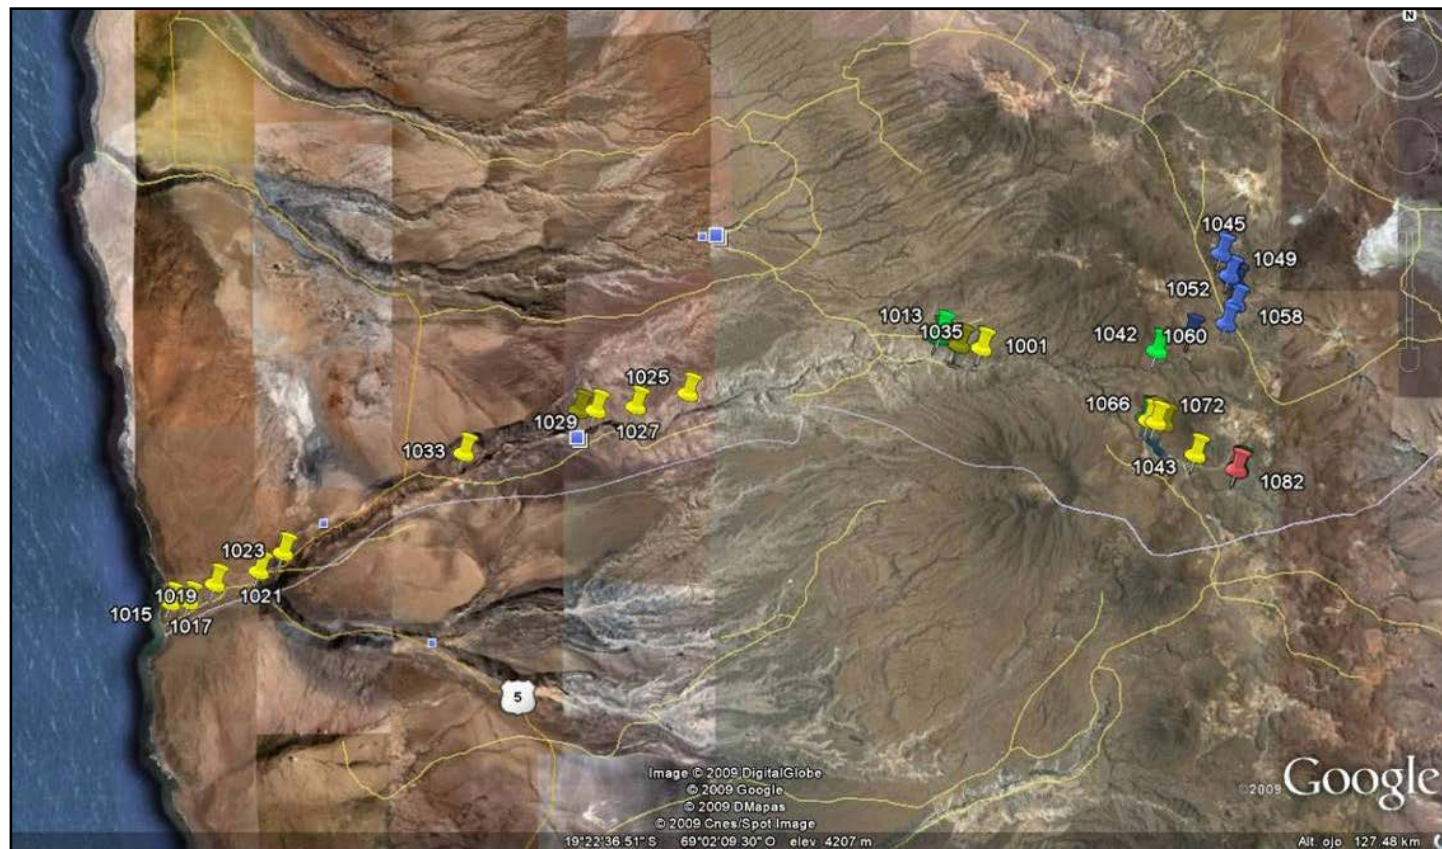 N
1045
1049
1052
1058
1013
1035
1001
1042
1060
1025
1066
1072
1029
1027
1033
1043
1082
1023
1019
1021
1015
1017
5
Image © 2009 DigitalGlobe
© 2009 Google
© 2009 DMapas
© 2009 Cnes/Spot Image
©2009 Google
19°22'36.51" S 69°02'09.30" O elev 4207 m
Alt. ojo 127.48 km